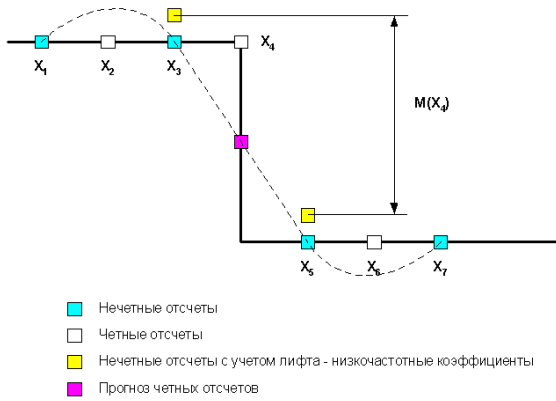 X₄
X₁ X₂ X₃
M(X₄)
X₅ X₆ X₇
Нечетные отсчеты
Четные отсчеты
Нечетные отсчеты с учетом лифта - низкочастотные коэффициенты
Прогноз четных отсчетов